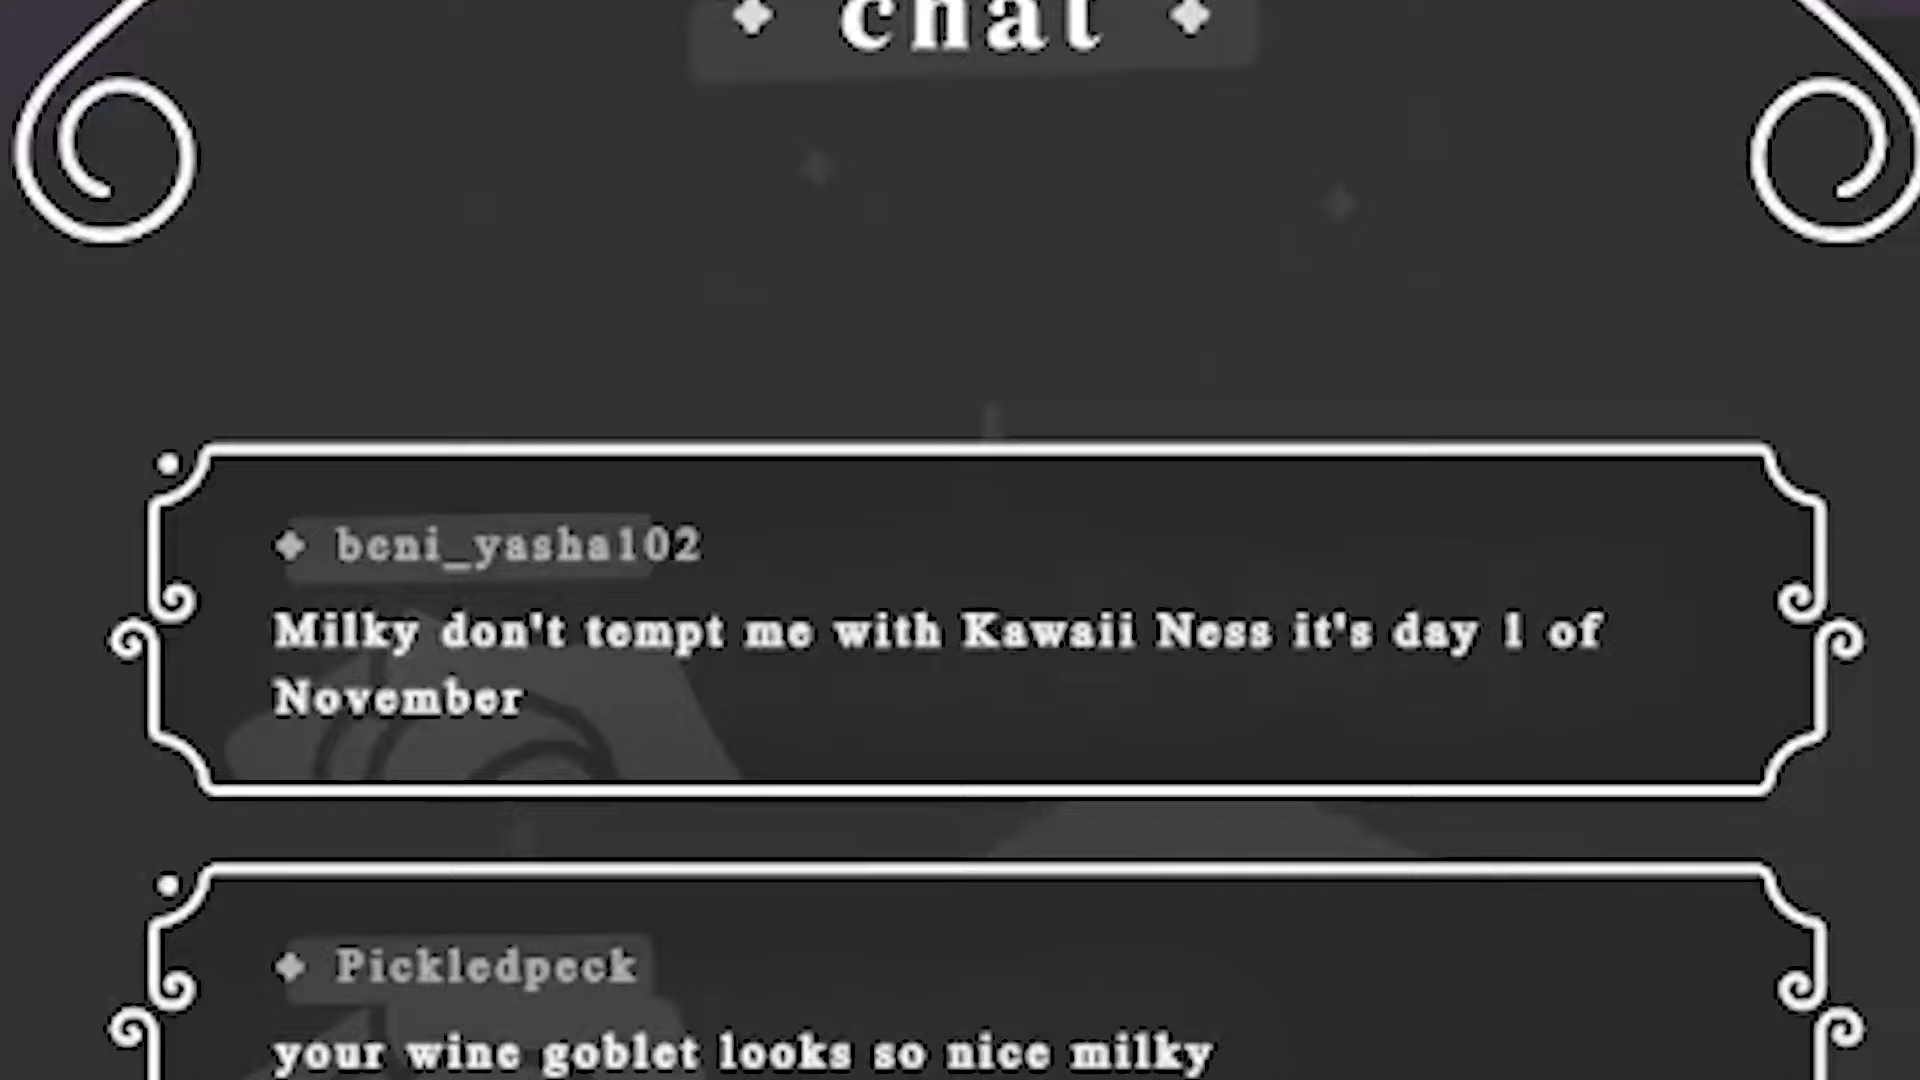 chat
beni_yasha102
Milky don't tempt me with Kawaii Ness it's day 1 of
November
Pickledpeck
your wine goblet looks so nice milky